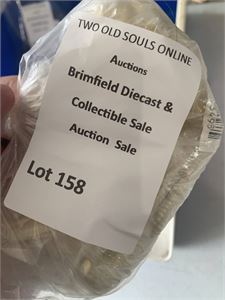 TWO OLD SOULS ONLINE
Auctions
Brimfield Diecast &
Collectible Sale
Auction Sale
Lot 158